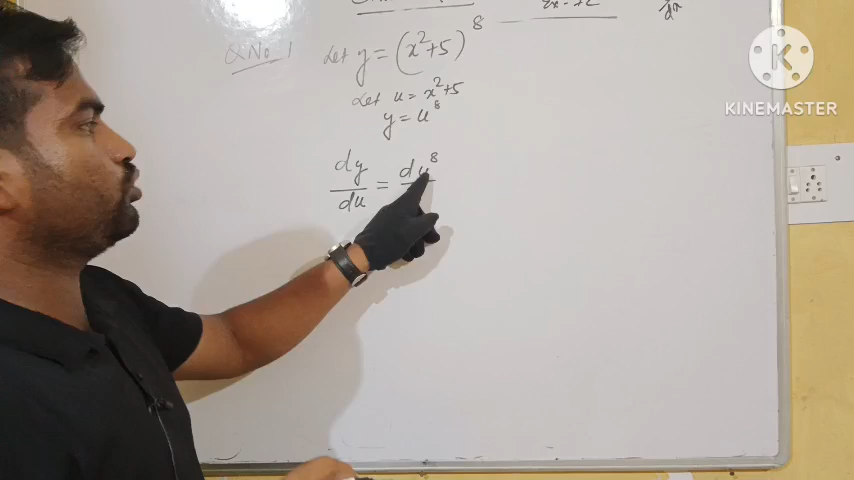 Q No. 1 Let y = (x²+5)⁸
Let u = x²+5
y = u⁸
dy/du = du⁸
KINEMASTER